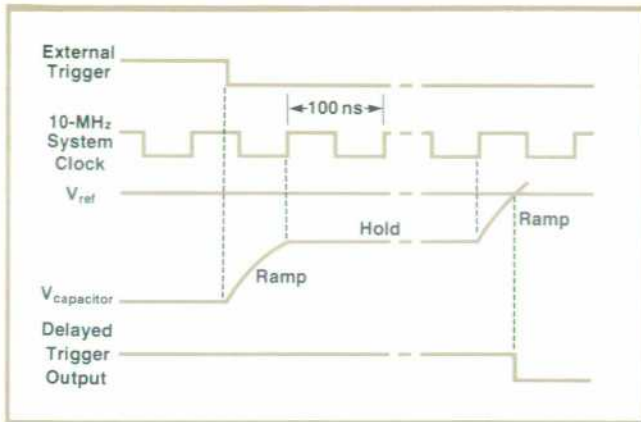 External
Trigger
100 ns
10-MHz
System
Clock
Vref
Hold
Ramp
Ramp
Vcapacitor
Delayed
Trigger
Output